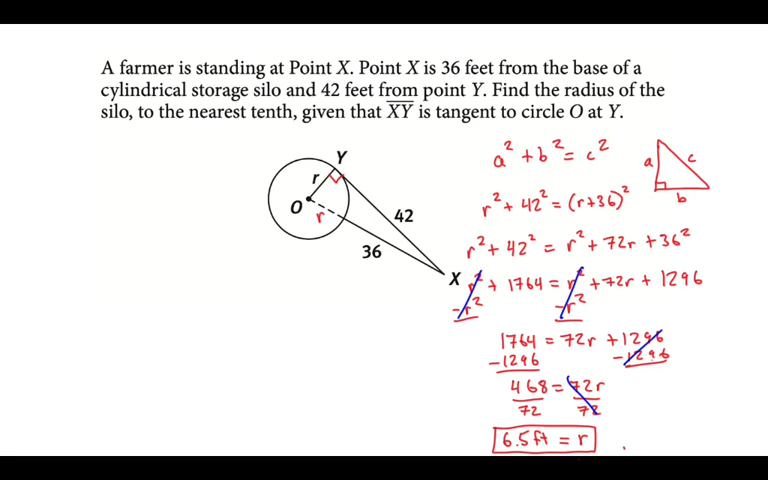 A farmer is standing at Point X. Point X is 36 feet from the base of a
cylindrical storage silo and 42 feet from point Y. Find the radius of the
silo, to the nearest tenth, given that X̅Y̅ is tangent to circle O at Y.
a² + b² = c²
a
c
b
Y
r
O
r
42
36
X
r² + 42² = (r+36)²
r² + 42² = r² + 72r + 36²
r² + 1764 = r² + 72r + 1296
-r² -r²
1764 = 72r + 1296
-1296 -1296
468 = 72r
72 72
6.5ft = r